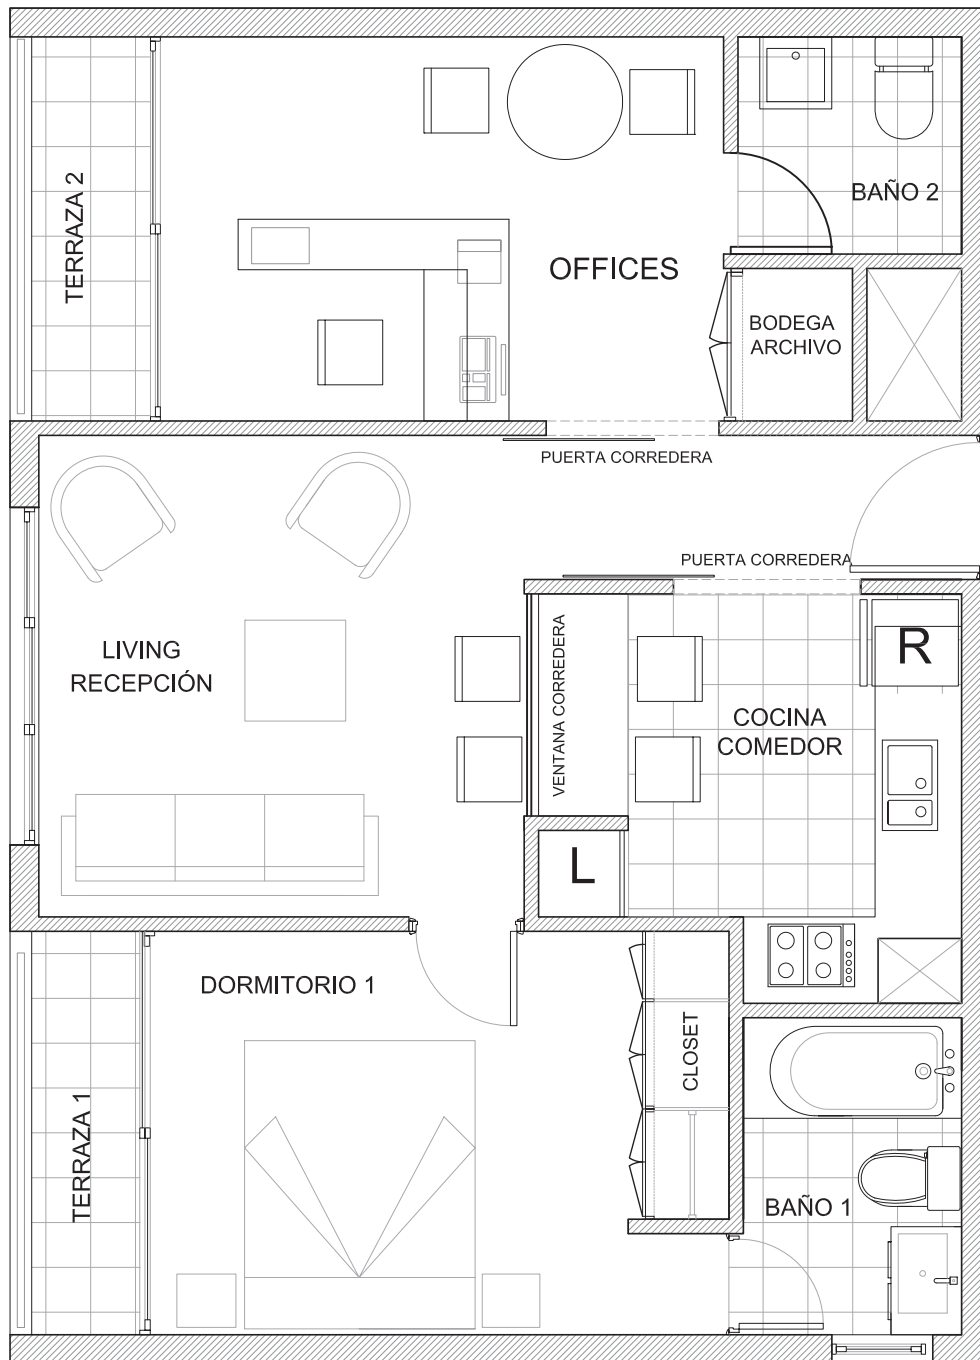 TERRAZA 2
BAÑO 2
OFFICES
BODEGA
ARCHIVO
PUERTA CORREDERA
PUERTA CORREDERA
LIVING
RECEPCIÓN
VENTANA CORREDERA
R
COCINA
COMEDOR
L
DORMITORIO 1
CLOSET
TERRAZA 1
BAÑO 1